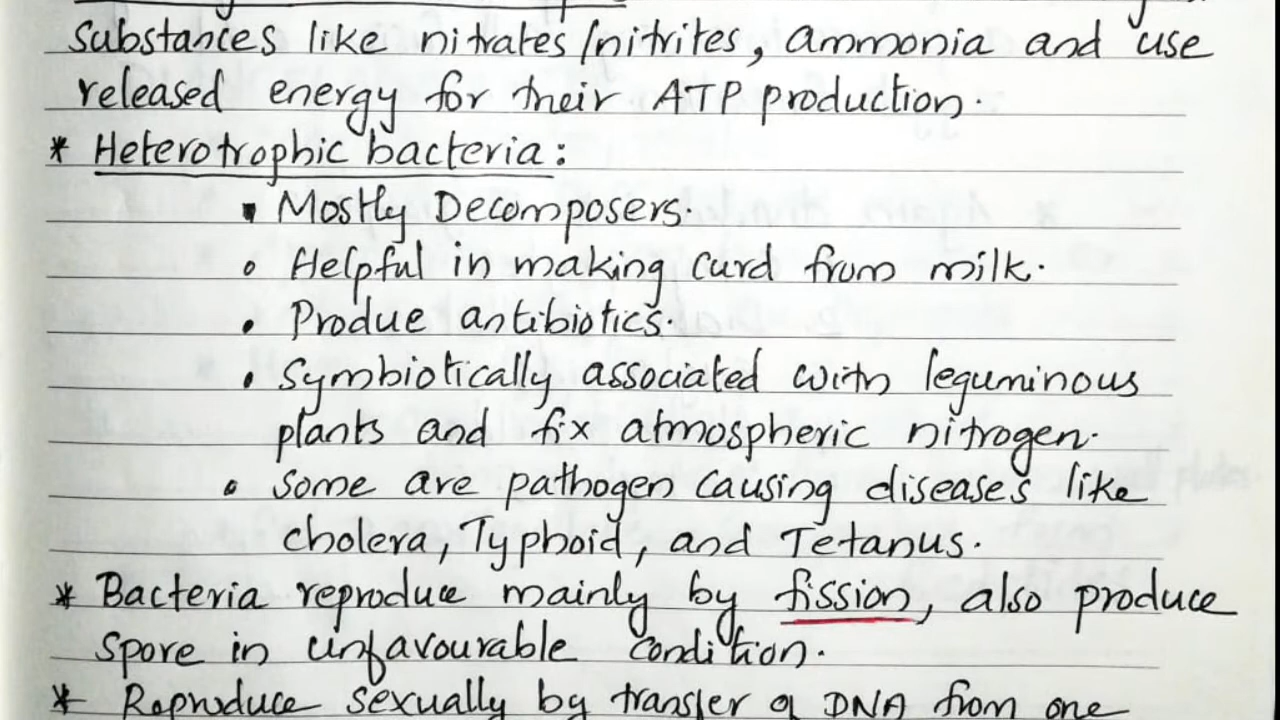 substances like nitrates/nitrites, ammonia and use
released energy for their ATP production.
* Heterotrophic bacteria:
▪ Mostly Decomposers.
• Helpful in making curd from milk.
• Produe antibiotics.
• Symbiotically associated with leguminous
plants and fix atmospheric nitrogen.
• some are pathogen causing diseases like
cholera, Typhoid, and Tetanus.
* Bacteria reproduce mainly by fission, also produce
spore in unfavourable condition.
* Reproduce sexually by transfer of DNA from one